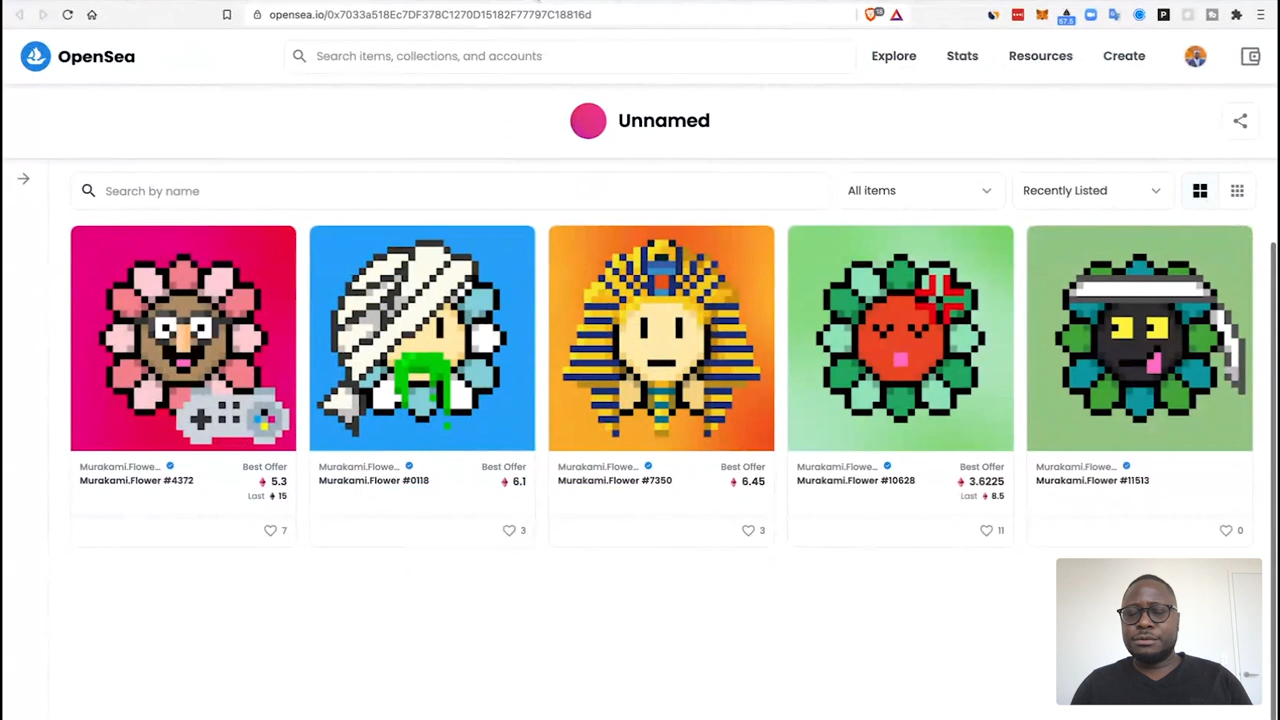 opensea.io/0x7033a518Ec7DF378C1270D15182F77797C18816d
67.5
P
OpenSea
Search items, collections, and accounts
Explore
Stats
Resources
Create
Unnamed
Search by name
All items
Recently Listed
Murakami.Flowe... Best Offer
Murakami.Flower #4372 5.3
Last 15
7
Murakami.Flowe... Best Offer
Murakami.Flower #0118 6.1
3
Murakami.Flowe... Best Offer
Murakami.Flower #7350 6.45
3
Murakami.Flowe... Best Offer
Murakami.Flower #10628 3.6225
Last 8.5
11
Murakami.Flowe...
Murakami.Flower #11513
0